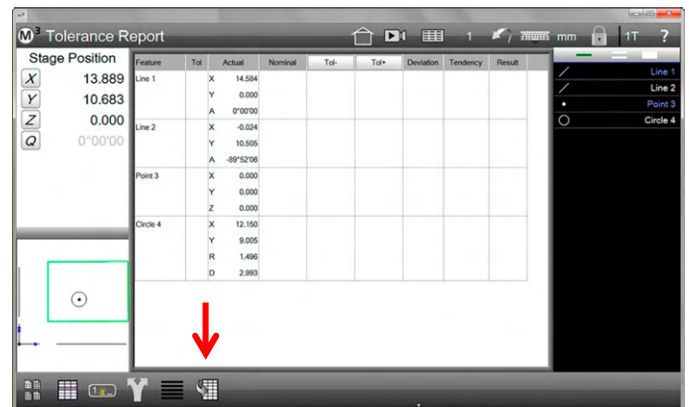 M³ Tolerance Report 1 mm 1T ?
Stage Position
X 13.889
Y 10.683
Z 0.000
Q 0°00'00
Feature Tol Actual Nominal Tol- Tol+ Deviation Tendency Result
Line 1 X 14.584
Y 0.000
A 0°00'00
Line 2 X -0.024
Y 10.505
A -89°52'06
Point 3 X 0.000
Y 0.000
Z 0.000
Circle 4 X 12.150
Y 9.005
R 1.496
D 2.993
Line 1
Line 2
Point 3
Circle 4